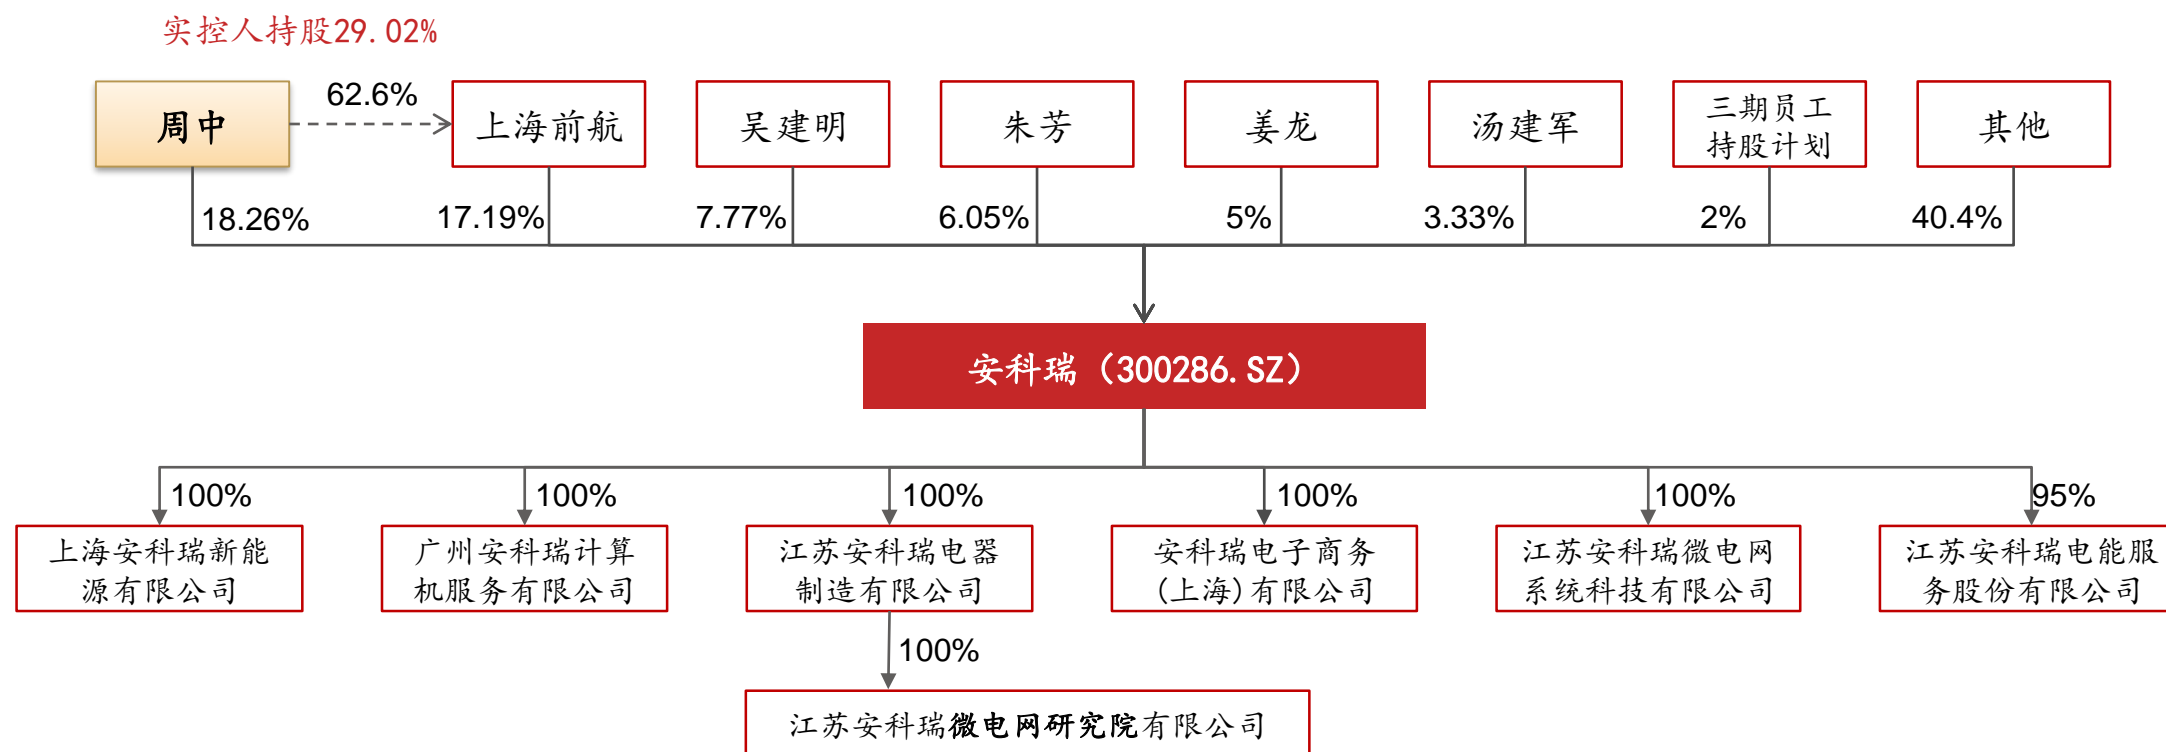 实控人持股29.02%
周中
62.6%
上海前航
吴建明
朱芳
姜龙
汤建军
三期员工
持股计划
其他
18.26%
17.19%
7.77%
6.05%
5%
3.33%
2%
40.4%
安科瑞（300286.SZ）
100%
100%
100%
100%
100%
95%
上海安科瑞新能
源有限公司
广州安科瑞计算
机服务有限公司
江苏安科瑞电器
制造有限公司
安科瑞电子商务
(上海)有限公司
江苏安科瑞微电网
系统科技有限公司
江苏安科瑞电能服
务股份有限公司
100%
江苏安科瑞微电网研究院有限公司